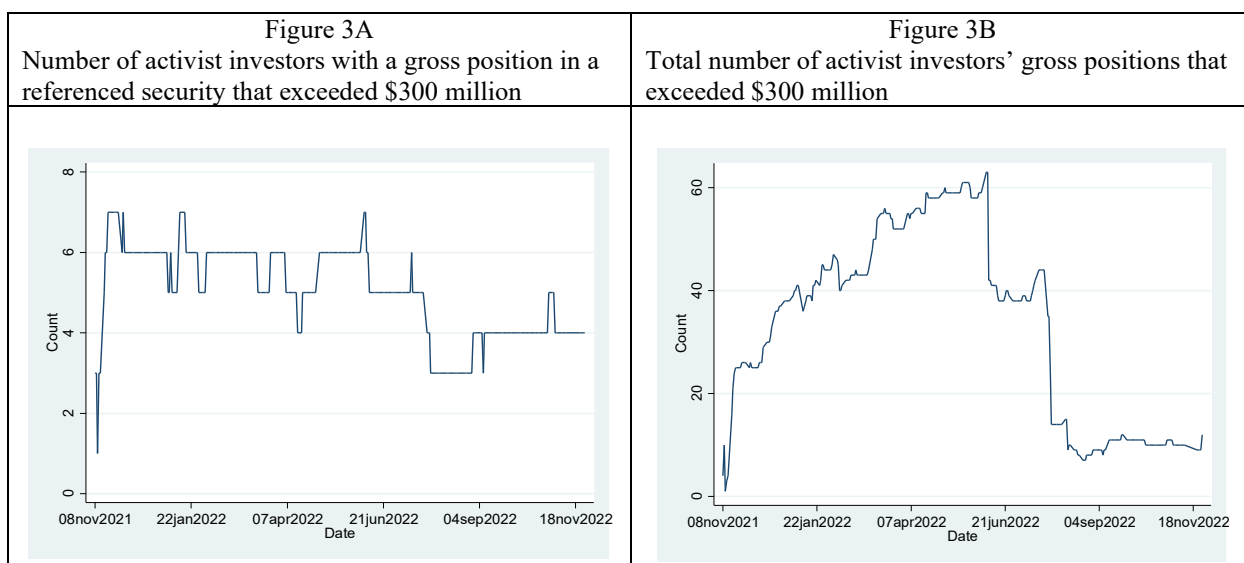 Figure 3A
Number of activist investors with a gross position in a
referenced security that exceeded $300 million
Figure 3B
Total number of activist investors’ gross positions that
exceeded $300 million
8
6
4
2
0
Count
08nov2021 22jan2022 07apr2022 21jun2022 04sep2022 18nov2022
Date
60
40
20
0
Count
08nov2021 22jan2022 07apr2022 21jun2022 04sep2022 18nov2022
Date